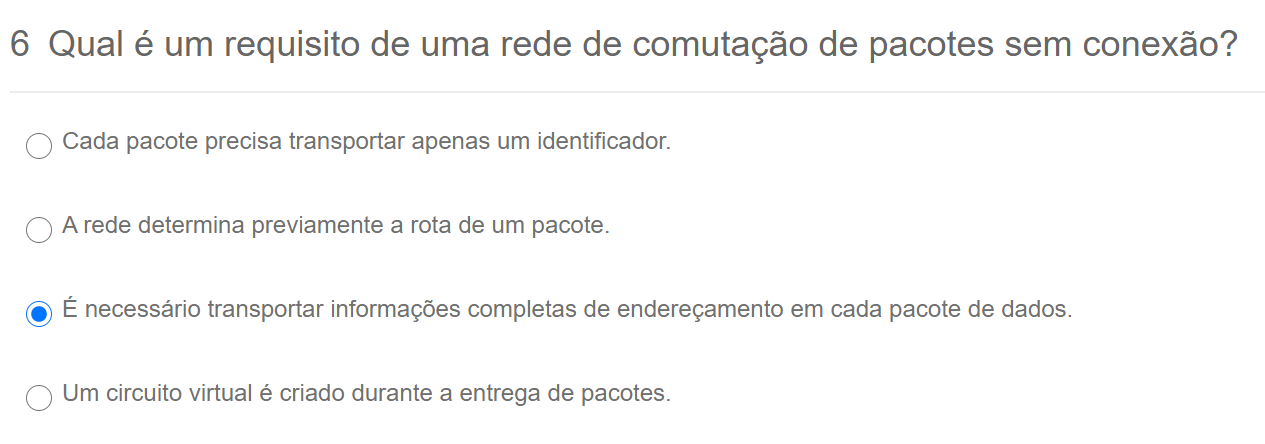 6 Qual é um requisito de uma rede de comutação de pacotes sem conexão?
Cada pacote precisa transportar apenas um identificador.
A rede determina previamente a rota de um pacote.
É necessário transportar informações completas de endereçamento em cada pacote de dados.
Um circuito virtual é criado durante a entrega de pacotes.